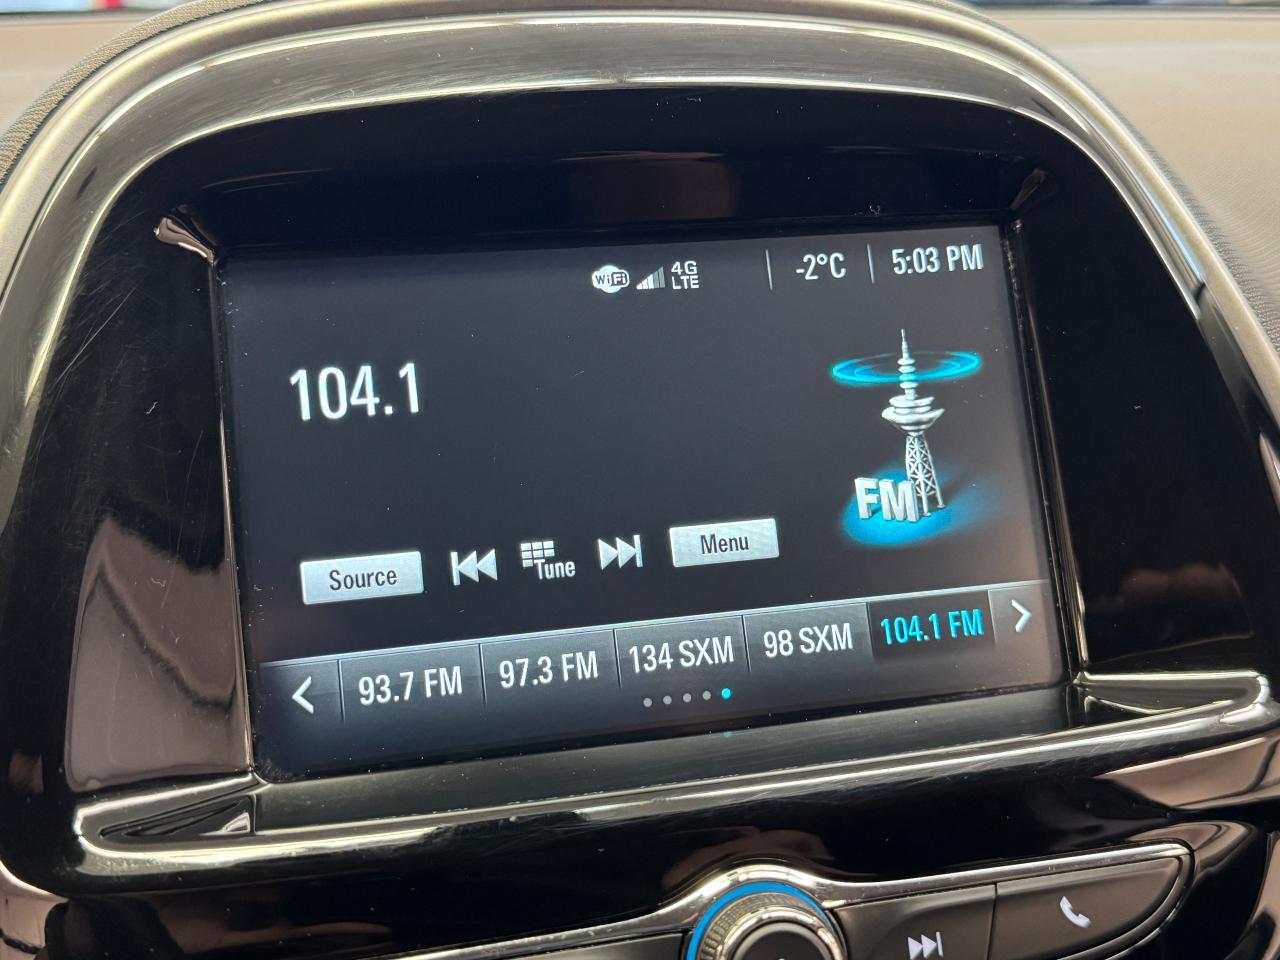 WiFi 4G LTE -2°C 5:03 PM
104.1
FM
Source Tune Menu
93.7 FM 97.3 FM 134 SXM 98 SXM 104.1 FM